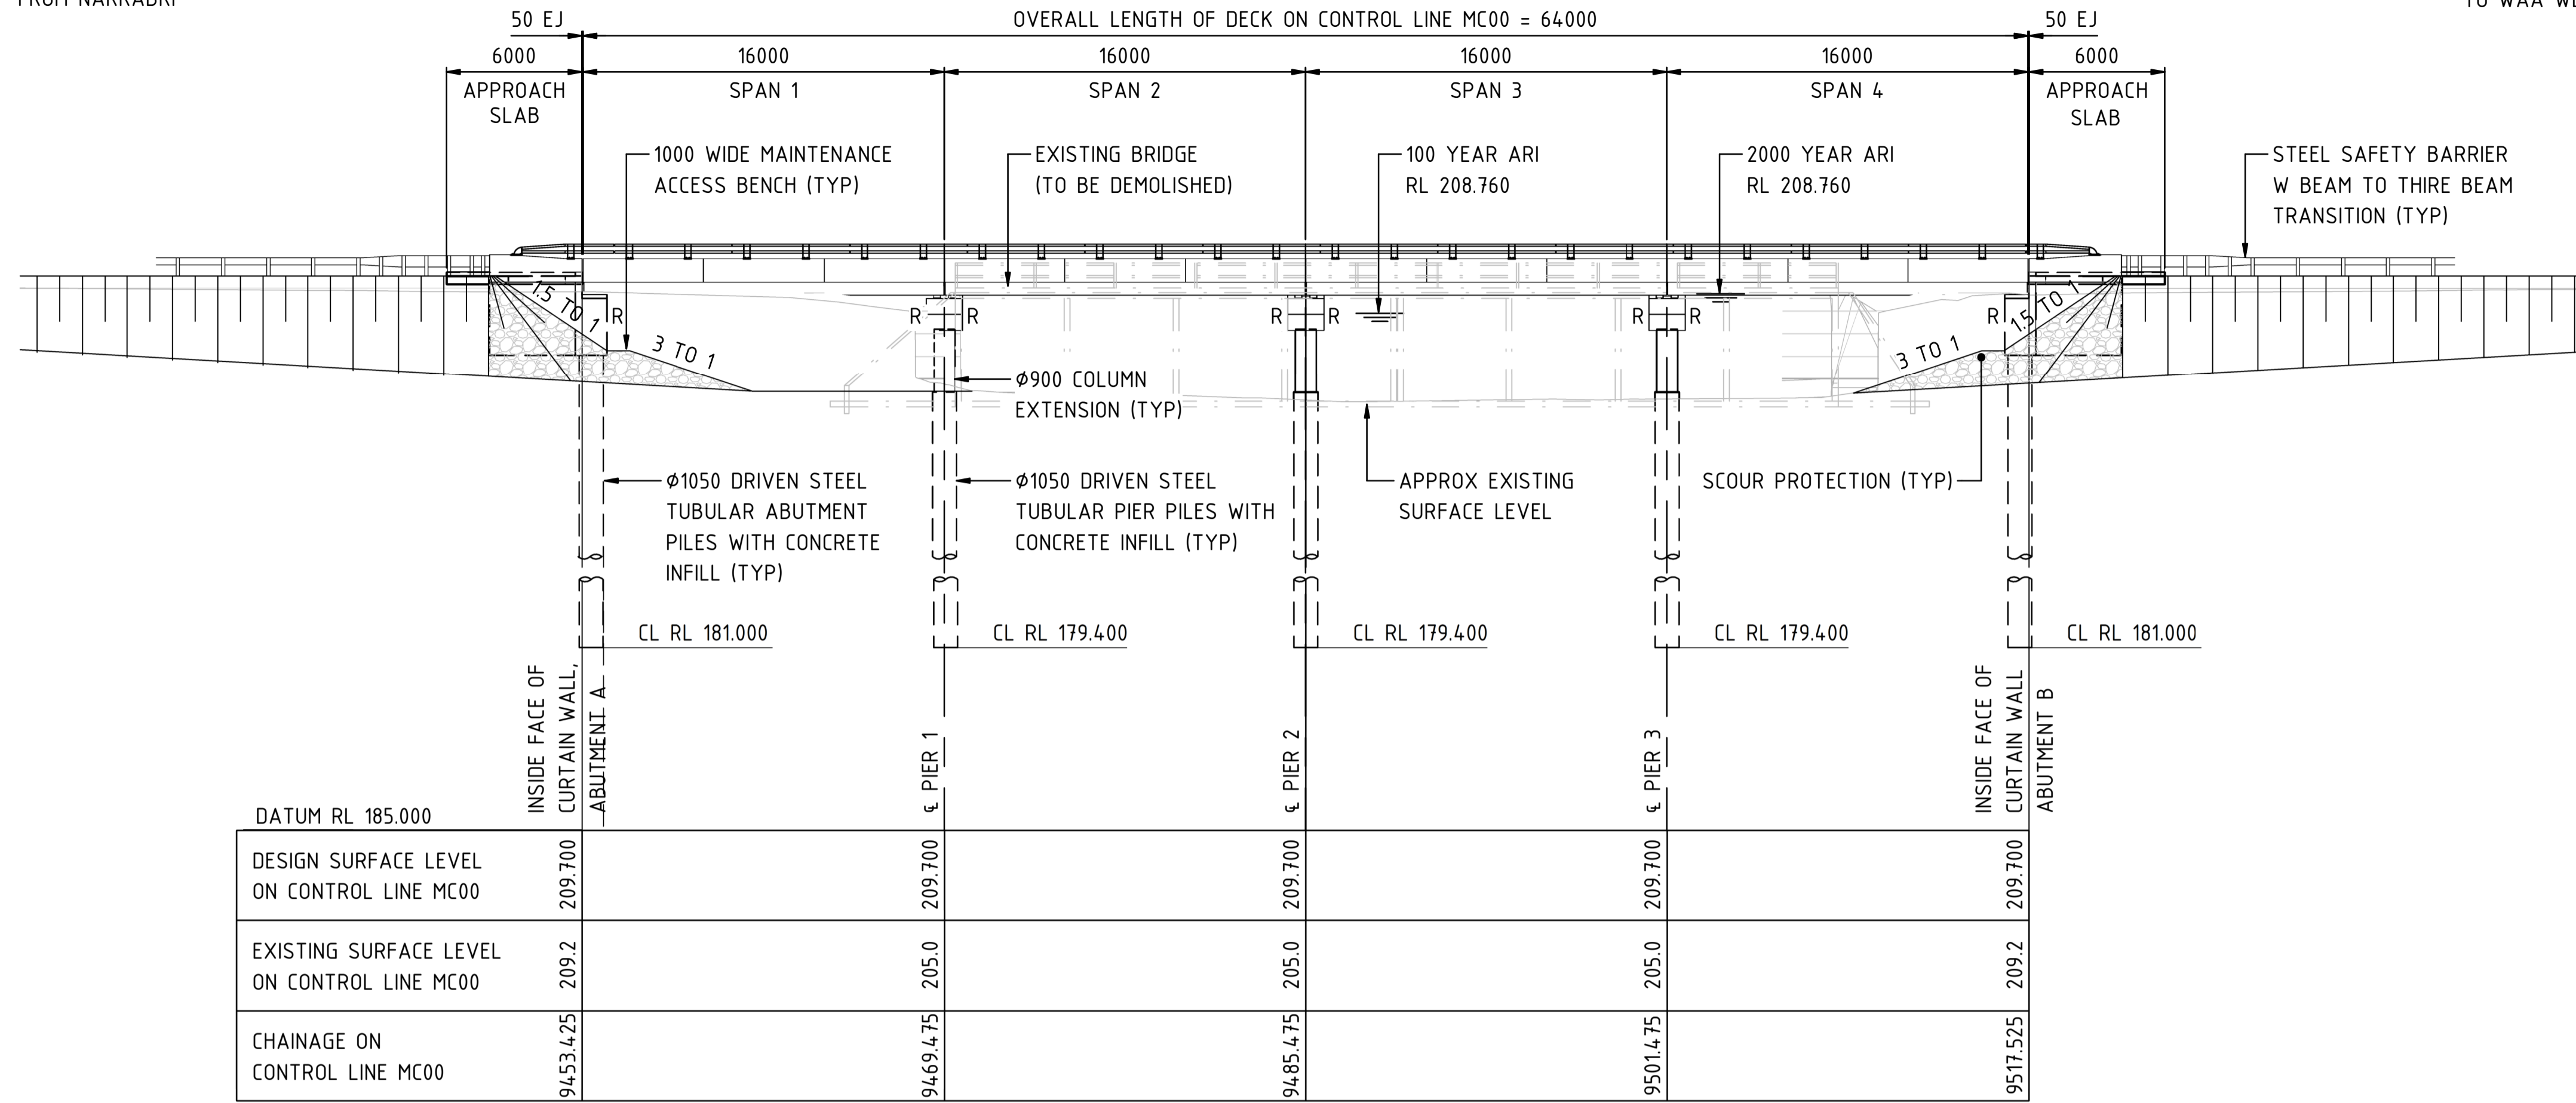 50 EJ
OVERALL LENGTH OF DECK ON CONTROL LINE MC00 = 64000
50 EJ
6000
16000
16000
16000
16000
6000
APPROACH
SLAB
SPAN 1
SPAN 2
SPAN 3
SPAN 4
APPROACH
SLAB
1000 WIDE MAINTENANCE
ACCESS BENCH (TYP)
EXISTING BRIDGE
(TO BE DEMOLISHED)
100 YEAR ARI
RL 208.760
2000 YEAR ARI
RL 208.760
STEEL SAFETY BARRIER
W BEAM TO THIRE BEAM
TRANSITION (TYP)
1.5 TO 1
R
R
R
R
R
R
R
R
1.5 TO 1
3 TO 1
3 TO 1
Ø900 COLUMN
EXTENSION (TYP)
Ø1050 DRIVEN STEEL
TUBULAR ABUTMENT
PILES WITH CONCRETE
INFILL (TYP)
Ø1050 DRIVEN STEEL
TUBULAR PIER PILES WITH
CONCRETE INFILL (TYP)
APPROX EXISTING
SURFACE LEVEL
SCOUR PROTECTION (TYP)
CL RL 181.000
CL RL 179.400
CL RL 179.400
CL RL 179.400
CL RL 181.000
INSIDE FACE OF
CURTAIN WALL,
ABUTMENT A
℄ PIER 1
℄ PIER 2
℄ PIER 3
INSIDE FACE OF
CURTAIN WALL
ABUTMENT B
DATUM RL 185.000
DESIGN SURFACE LEVEL
ON CONTROL LINE MC00
209.700
209.700
209.700
209.700
209.700
EXISTING SURFACE LEVEL
ON CONTROL LINE MC00
209.2
205.0
205.0
205.0
209.2
CHAINAGE ON
CONTROL LINE MC00
9453.425
9469.475
9485.475
9501.475
9517.525